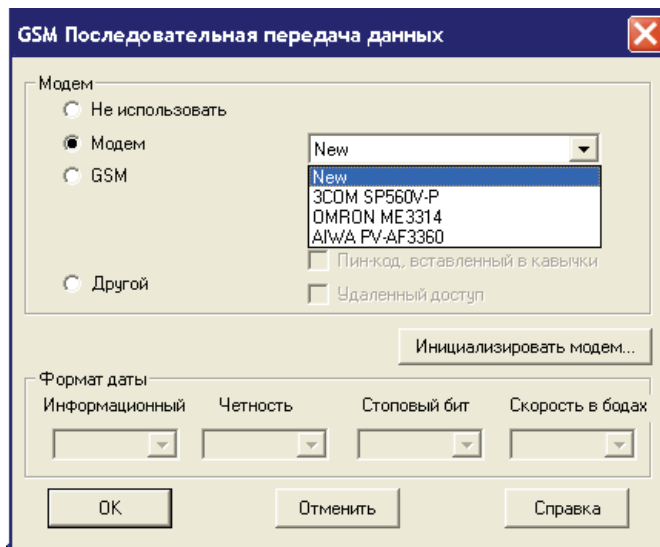 GSM Последовательная передача данных
Модем
Не использовать
Модем
New
GSM
New
3COM SP560V-P
OMRON ME3314
AIWA PV-AF3360
Пин-код, вставленный в кавычки
Другой
Удаленный доступ
Инициализировать модем...
Формат даты
Информационный Четность Стоповый бит Скорость в бодах
OK Отменить Справка